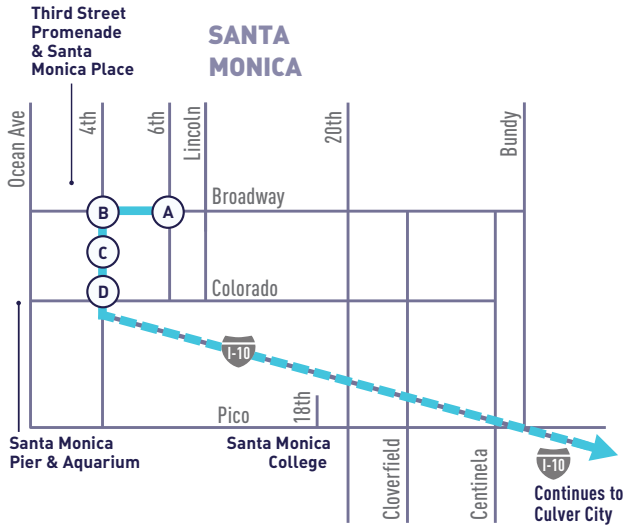 Third Street
Promenade
& Santa
Monica Place
SANTA
MONICA
Ocean Ave
4th
6th
Lincoln
20th
Bundy
Broadway
B
A
C
D
Colorado
I-10
Pico
18th
Santa Monica
Pier & Aquarium
Santa Monica
College
Cloverfield
Centinela
I-10
Continues to
Culver City